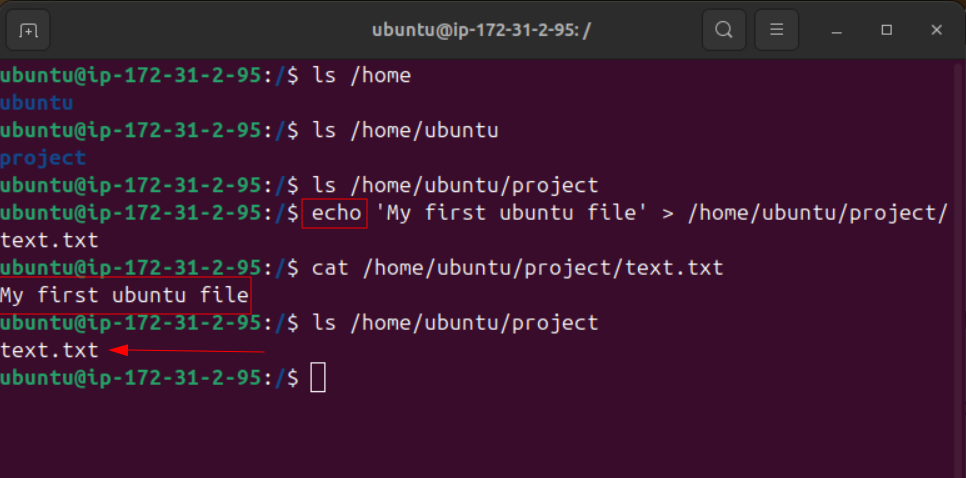 ubuntu@ip-172-31-2-95: /
ubuntu@ip-172-31-2-95:/$ ls /home
ubuntu
ubuntu@ip-172-31-2-95:/$ ls /home/ubuntu
project
ubuntu@ip-172-31-2-95:/$ ls /home/ubuntu/project
ubuntu@ip-172-31-2-95:/$ echo 'My first ubuntu file' > /home/ubuntu/project/
text.txt
ubuntu@ip-172-31-2-95:/$ cat /home/ubuntu/project/text.txt
My first ubuntu file
ubuntu@ip-172-31-2-95:/$ ls /home/ubuntu/project
text.txt
ubuntu@ip-172-31-2-95:/$